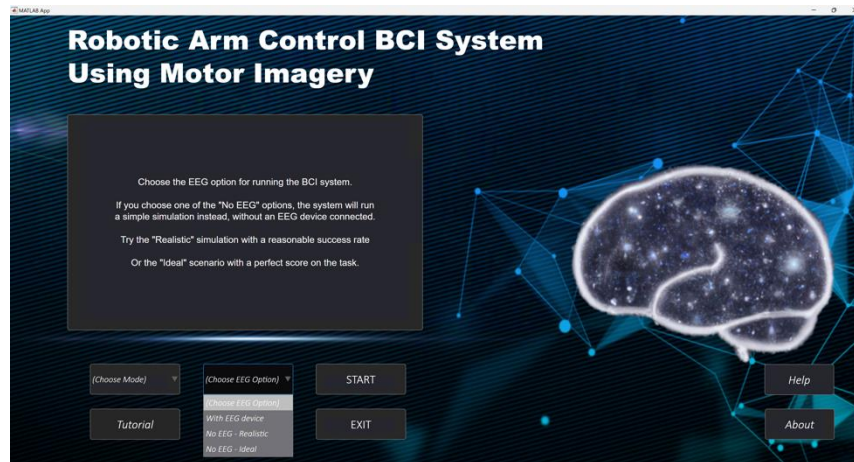 MATLAB App
Robotic Arm Control BCI System
Using Motor Imagery
Choose the EEG option for running the BCI system.
If you choose one of the "No EEG" options, the system will run
a simple simulation instead, without an EEG device connected.
Try the "Realistic" simulation with a reasonable success rate
Or the "Ideal" scenario with a perfect score on the task.
(Choose Mode)
(Choose EEG Option)
START
(Choose EEG Option)
With EEG device
No EEG - Realistic
No EEG - Ideal
Tutorial
EXIT
Help
About